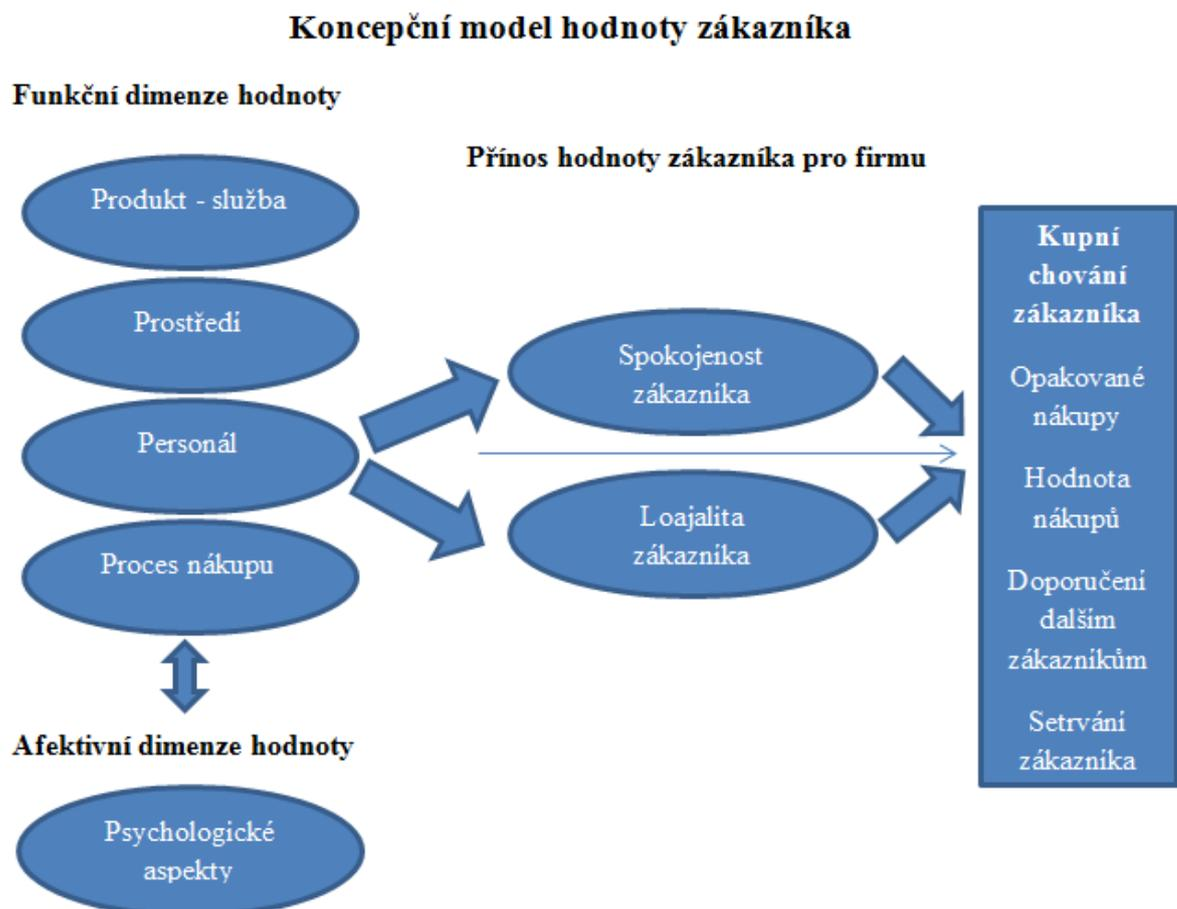 Koncepční model hodnoty zákazníka
Funkční dimenze hodnoty
Produkt - služba
Prostředí
Personál
Proces nákupu
Afektivní dimenze hodnoty
Psychologické
aspekty
Přínos hodnoty zákazníka pro firmu
Spokojenost
zákazníka
Loajalita
zákazníka
Kupní
chování
zákazníka
Opakované
nákupy
Hodnota
nákupů
Doporučení
dalším
zákazníkům
Setrvání
zákazníka